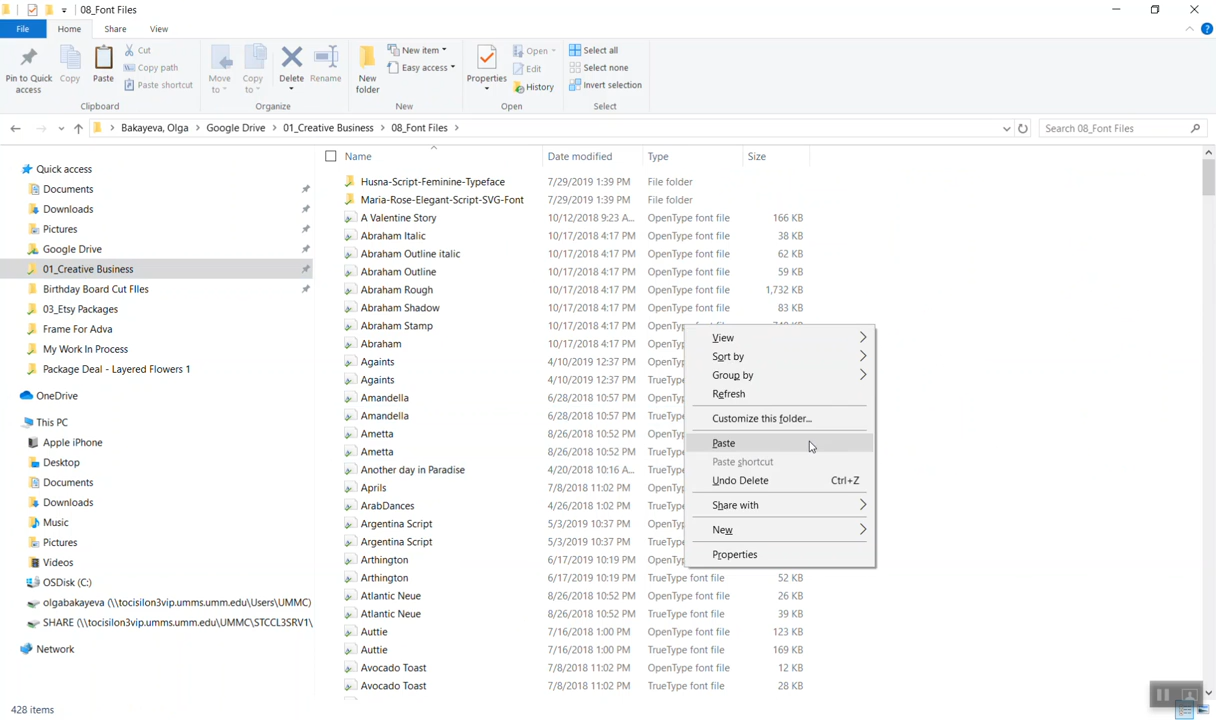 08_Font Files
File Home Share View
Pin to Quick access
Copy
Paste
Cut
Copy path
Paste shortcut
Clipboard
Move to
Copy to
Delete
Rename
Organize
New folder
New item
Easy access
New
Properties
Open
Edit
History
Open
Select all
Select none
Invert selection
Select
Bakayeva, Olga > Google Drive > 01_Creative Business > 08_Font Files >
Search 08_Font Files
Quick access
Documents
Downloads
Pictures
Google Drive
01_Creative Business
Birthday Board Cut FIles
03_Etsy Packages
Frame For Adva
My Work In Process
Package Deal - Layered Flowers 1
OneDrive
This PC
Apple iPhone
Desktop
Documents
Downloads
Music
Pictures
Videos
OSDisk (C:)
olgabakayeva (\\tocisilon3vip.umms.umm.edu\Users\UMMC)
SHARE (\\tocisilon3vip.umms.umm.edu\UMMC\STCCL3SRV1\
Network
Name Date modified Type Size
Husna-Script-Feminine-Typeface 7/29/2019 1:39 PM File folder
Maria-Rose-Elegant-Script-SVG-Font 7/29/2019 1:39 PM File folder
A Valentine Story 10/12/2018 9:23 A... OpenType font file 166 KB
Abraham Italic 10/17/2018 4:17 PM OpenType font file 38 KB
Abraham Outline italic 10/17/2018 4:17 PM OpenType font file 62 KB
Abraham Outline 10/17/2018 4:17 PM OpenType font file 59 KB
Abraham Rough 10/17/2018 4:17 PM OpenType font file 1,732 KB
Abraham Shadow 10/17/2018 4:17 PM OpenType font file 83 KB
Abraham Stamp 10/17/2018 4:17 PM
Abraham 10/17/2018 4:17 PM OpenTy
Againts 4/10/2019 12:37 PM OpenTy
Againts 4/10/2019 12:37 PM TrueType
Amandella 6/28/2018 10:57 PM OpenTy
Amandella 6/28/2018 10:57 PM TrueType
Ametta 8/26/2018 10:52 PM OpenTy
Ametta 8/26/2018 10:52 PM TrueType
Another day in Paradise 4/20/2018 10:16 A... TrueType
Aprils 7/8/2018 11:02 PM OpenTy
ArabDances 4/26/2018 1:02 PM TrueType
Argentina Script 5/3/2019 10:37 PM OpenTy
Argentina Script 5/3/2019 10:37 PM TrueType
Arthington 6/17/2019 10:19 PM OpenTy
Arthington 6/17/2019 10:19 PM TrueType font file 52 KB
Atlantic Neue 8/26/2018 10:52 PM OpenType font file 26 KB
Atlantic Neue 8/26/2018 10:52 PM TrueType font file 39 KB
Auttie 7/16/2018 1:00 PM OpenType font file 123 KB
Auttie 7/16/2018 1:00 PM TrueType font file 169 KB
Avocado Toast 7/8/2018 11:02 PM OpenType font file 12 KB
Avocado Toast 7/8/2018 11:02 PM TrueType font file 28 KB
View
Sort by
Group by
Refresh
Customize this folder...
Paste
Paste shortcut
Undo Delete Ctrl+Z
Share with
New
Properties
428 items